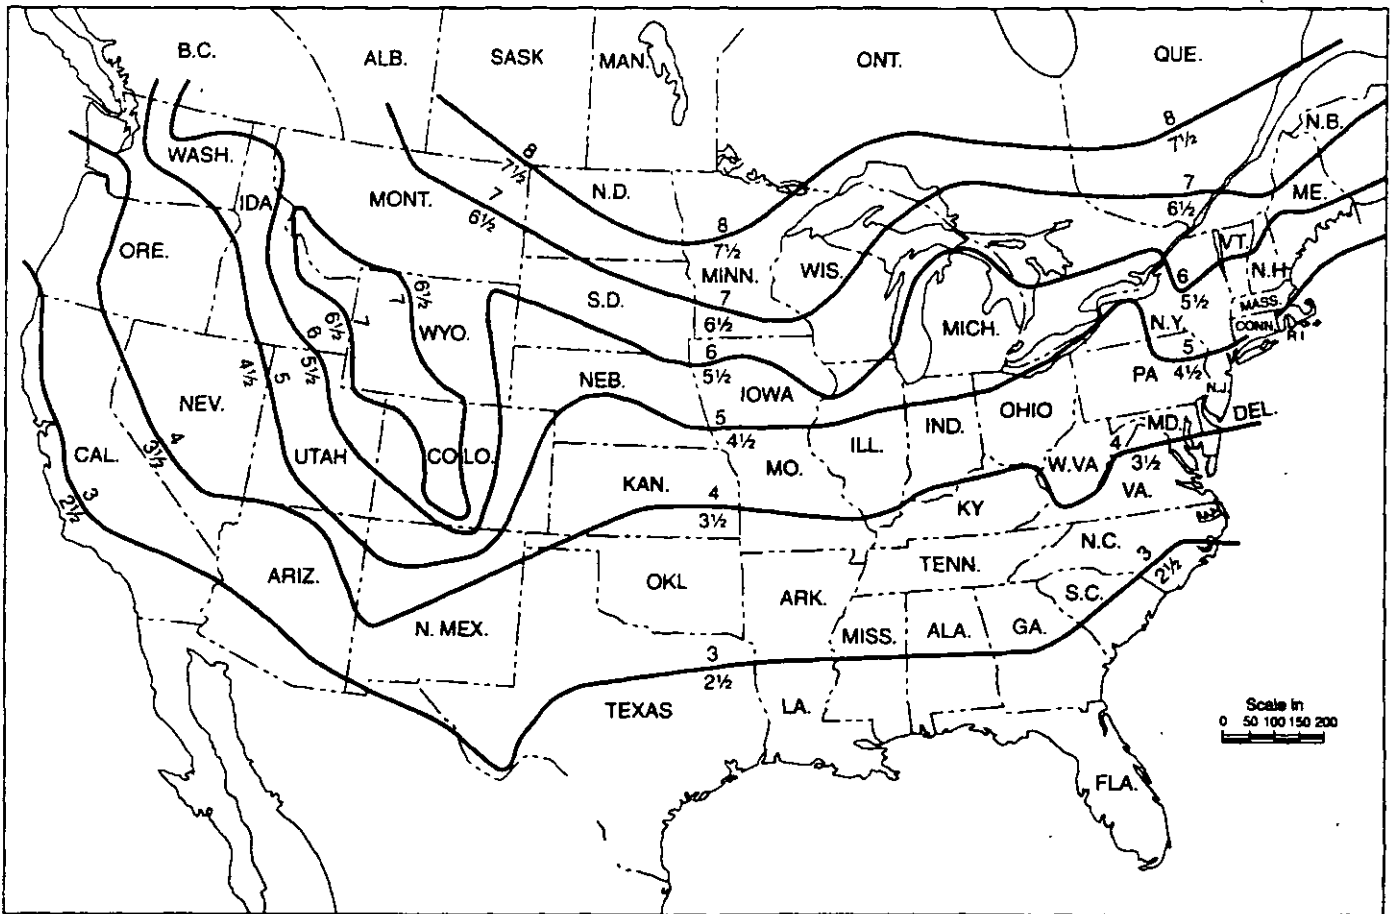 B.C.
ALB.
SASK
MAN.
ONT.
QUE.
8
7½
N.B.
WASH.
8
7½
IDA
MONT.
7
6½
N.D.
7
6½
ME.
ORE.
8
7½
MINN.
WIS.
VT.
N.H
6
5½
MASS.
CONN.
R I
6½
7
WYO.
S.D.
7
6½
MICH.
N.Y.
6½
7
6
5½
4½
5
NEB.
6
5½
IOWA
5
4½
PA
N.J.
NEV.
5
4½
ILL.
IND.
OHIO
MD.
DEL.
CAL.
4
3½
UTAH
COLO.
KAN.
MO.
W.VA
4
3½
VA.
3
2½
4
3½
KY
ARIZ.
N. MEX.
OKL
ARK.
TENN.
N.C.
3
2½
S.C.
MISS.
ALA.
GA.
3
2½
TEXAS
LA.
FLA.
Scale in
0 50 100 150 200